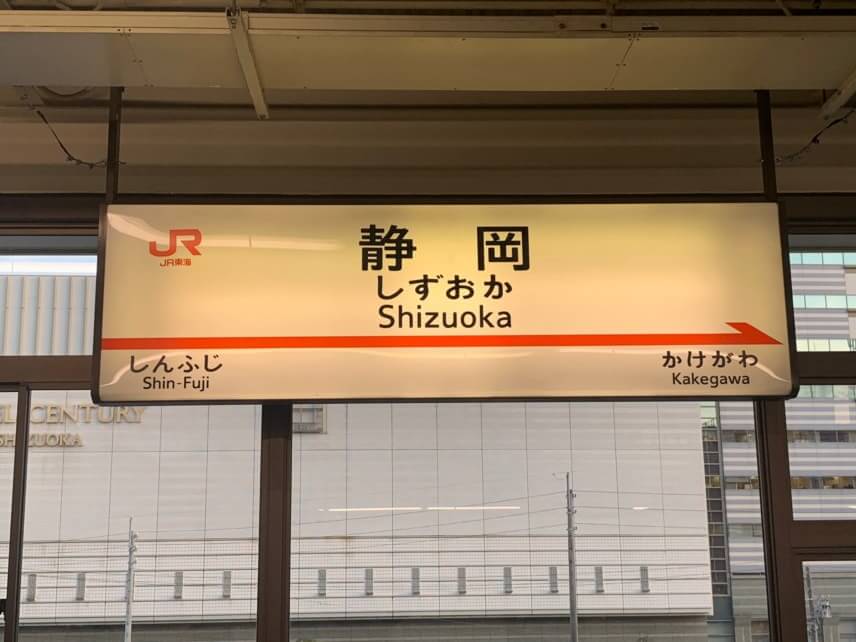 JR
JR東海
静岡
しずおか
Shizuoka
しんふじ
Shin-Fuji
かけがわ
Kakegawa
CENTURY
SHIZUOKA